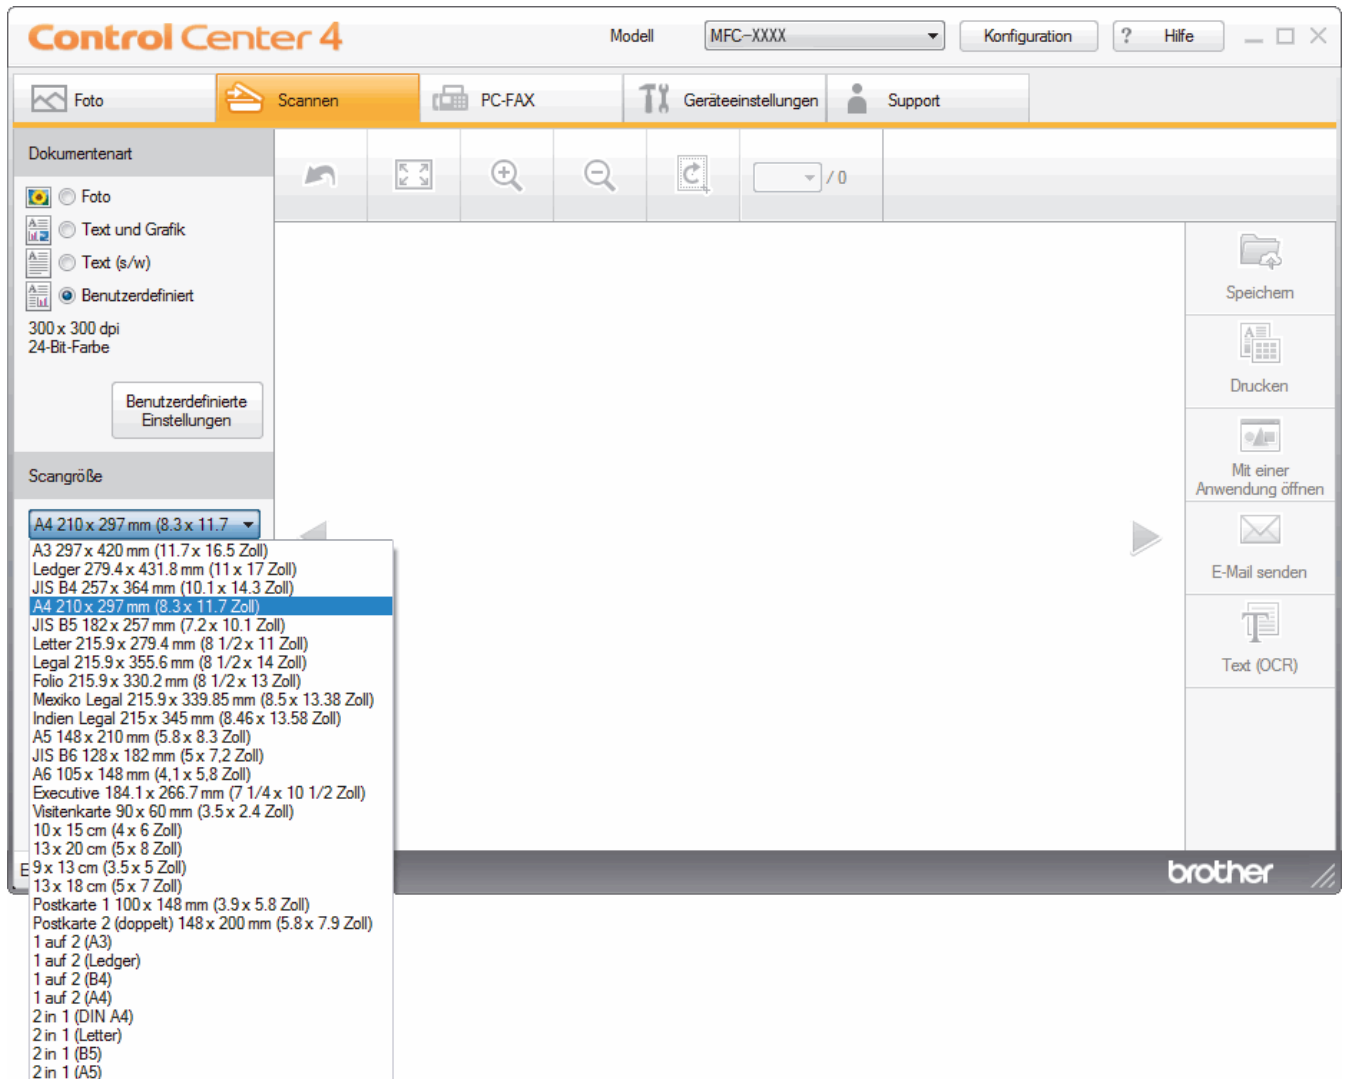 Control Center 4
Modell
MFC-XXXX
Konfiguration
? Hilfe
Foto
Scannen
PC-FAX
Geräteeinstellungen
Support
Dokumentenart
/ 0
Foto
Text und Grafik
Text (s/w)
Benutzerdefiniert
300 x 300 dpi
24-Bit-Farbe
Benutzerdefinierte
Einstellungen
Scangröße
A4 210 x 297 mm (8.3 x 11.7
A3 297 x 420 mm (11.7 x 16.5 Zoll)
Ledger 279.4 x 431.8 mm (11 x 17 Zoll)
JIS B4 257 x 364 mm (10.1 x 14.3 Zoll)
A4 210 x 297 mm (8.3 x 11.7 Zoll)
JIS B5 182 x 257 mm (7.2 x 10.1 Zoll)
Letter 215.9 x 279.4 mm (8 1/2 x 11 Zoll)
Legal 215.9 x 355.6 mm (8 1/2 x 14 Zoll)
Folio 215.9 x 330.2 mm (8 1/2 x 13 Zoll)
Mexiko Legal 215.9 x 339.85 mm (8.5 x 13.38 Zoll)
Indien Legal 215 x 345 mm (8.46 x 13.58 Zoll)
A5 148 x 210 mm (5.8 x 8.3 Zoll)
JIS B6 128 x 182 mm (5 x 7,2 Zoll)
A6 105 x 148 mm (4,1 x 5,8 Zoll)
Executive 184.1 x 266.7 mm (7 1/4 x 10 1/2 Zoll)
Visitenkarte 90 x 60 mm (3.5 x 2.4 Zoll)
10 x 15 cm (4 x 6 Zoll)
13 x 20 cm (5 x 8 Zoll)
9 x 13 cm (3.5 x 5 Zoll)
13 x 18 cm (5 x 7 Zoll)
Postkarte 1 100 x 148 mm (3.9 x 5.8 Zoll)
Postkarte 2 (doppelt) 148 x 200 mm (5.8 x 7.9 Zoll)
1 auf 2 (A3)
1 auf 2 (Ledger)
1 auf 2 (B4)
1 auf 2 (A4)
2 in 1 (DIN A4)
2 in 1 (Letter)
2 in 1 (B5)
2 in 1 (A5)
Speichern
Drucken
Mit einer
Anwendung öffnen
E-Mail senden
Text (OCR)
brother